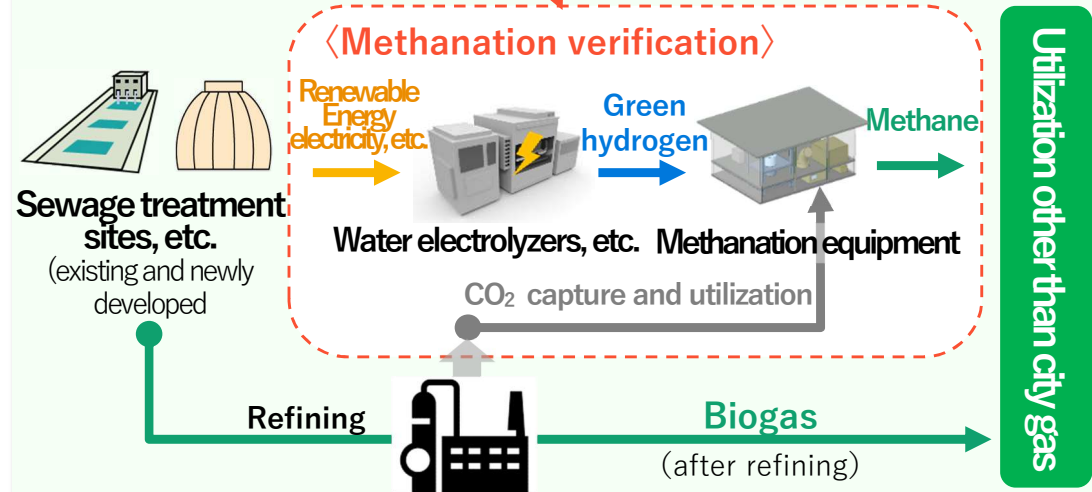 〈Methanation verification〉
Renewable
Energy
electricity, etc.
Green
hydrogen
Methane
Sewage treatment
sites, etc.
(existing and newly
developed
Water electrolyzers, etc.
Methanation equipment
CO₂ capture and utilization
Refining
Biogas
(after refining)
Utilization other than city gas